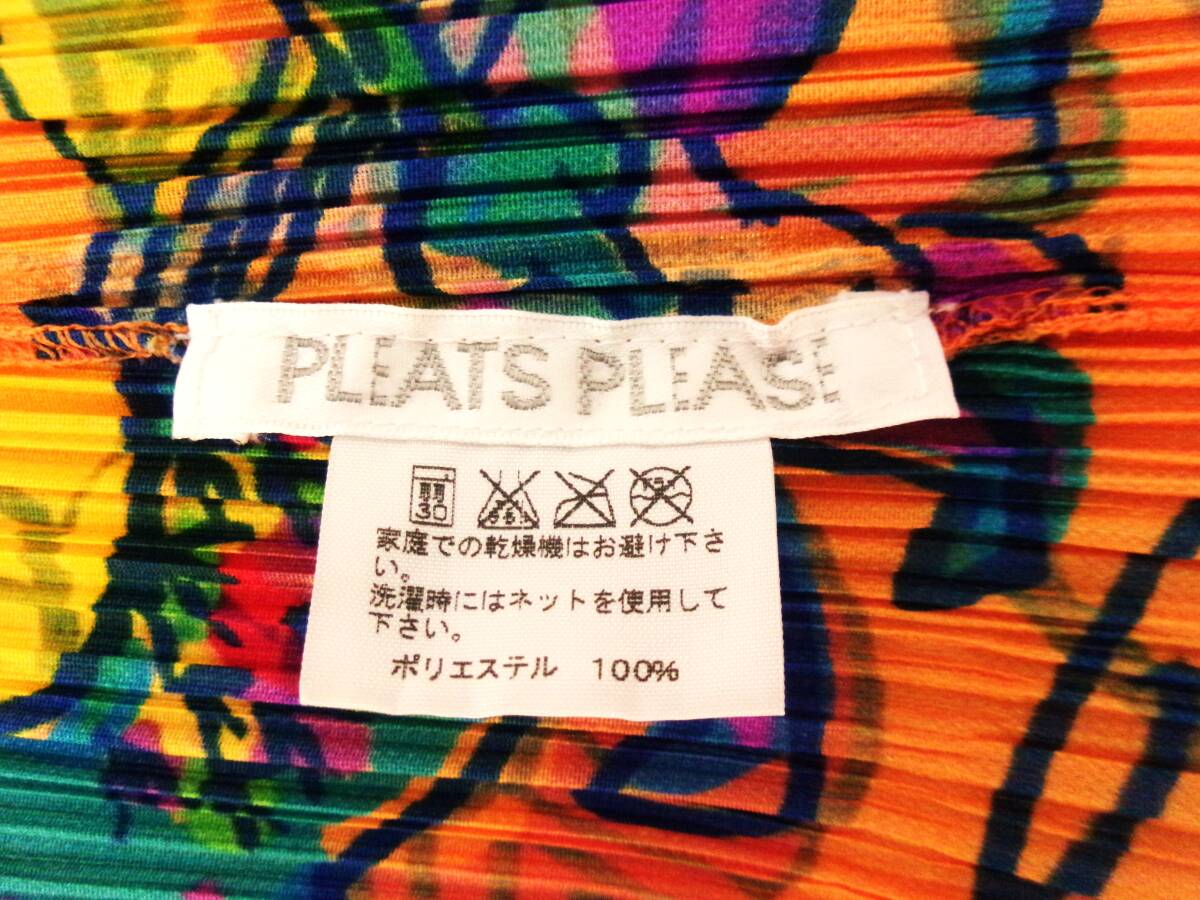 PLEATS PLEASE
弱
30
家庭での乾燥機はお避け下さ
い。
洗濯時にはネットを使用して
下さい。
ポリエステル 100%